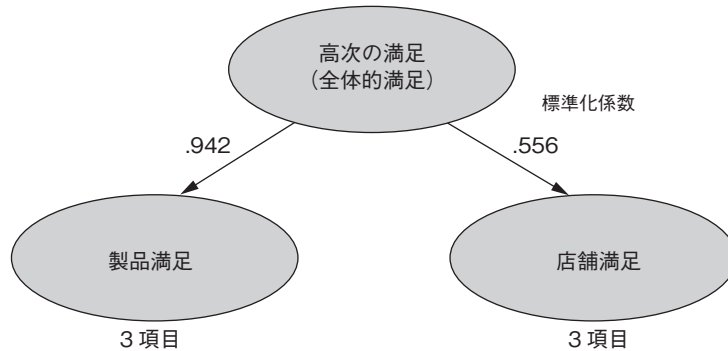 高次の満足
（全体的満足）
標準化係数
.942
.556
製品満足
店舗満足
3 項目
3 項目